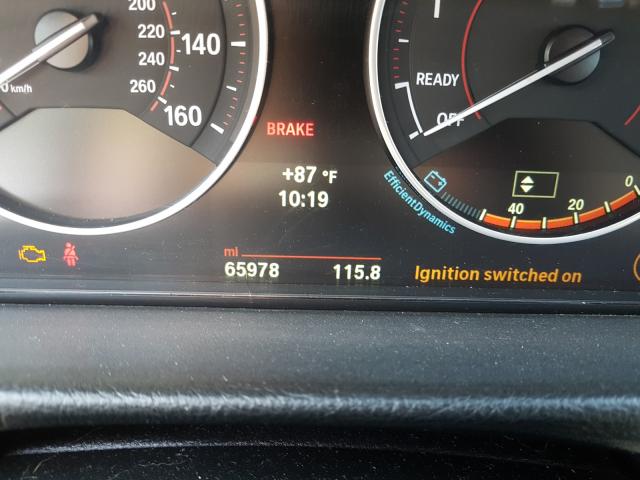 200
220
140
240
km/h
260
160
BRAKE
+87 °F
10:19
READY
OFF
EfficientDynamics
40
20
0
mi
65978
115.8
Ignition switched on